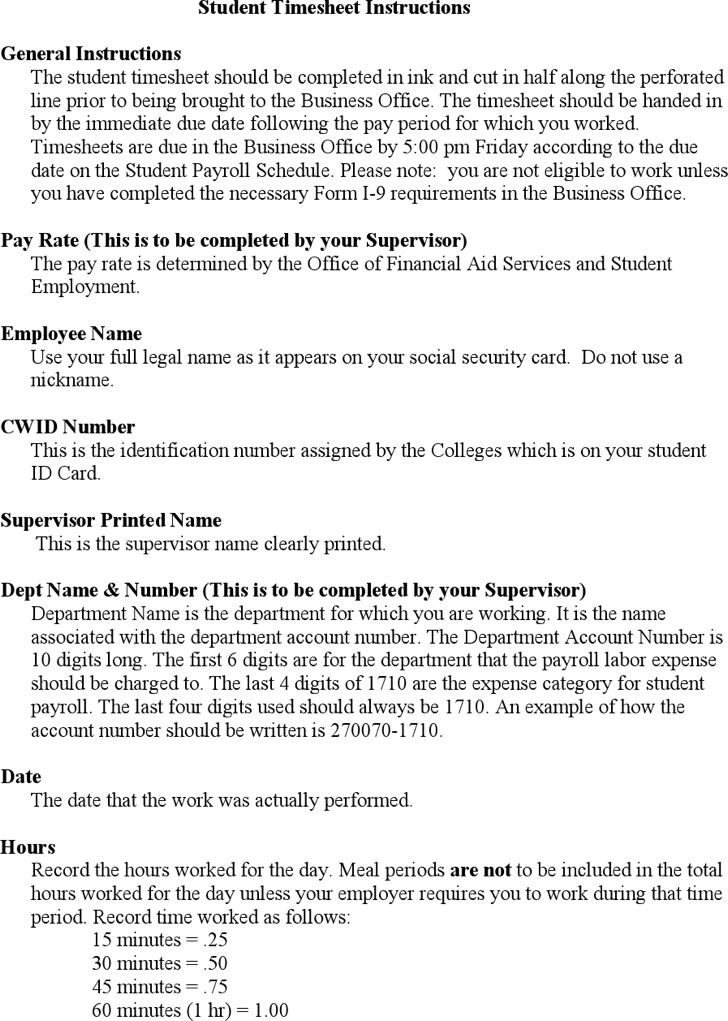 Student Timesheet Instructions
General Instructions
The student timesheet should be completed in ink and cut in half along the perforated
line prior to being brought to the Business Office. The timesheet should be handed in
by the immediate due date following the pay period for which you worked.
Timesheets are due in the Business Office by 5:00 pm Friday according to the due
date on the Student Payroll Schedule. Please note:  you are not eligible to work unless
you have completed the necessary Form I-9 requirements in the Business Office.
Pay Rate (This is to be completed by your Supervisor)
The pay rate is determined by the Office of Financial Aid Services and Student
Employment.
Employee Name
Use your full legal name as it appears on your social security card.  Do not use a
nickname.
CWID Number
This is the identification number assigned by the Colleges which is on your student
ID Card.
Supervisor Printed Name
This is the supervisor name clearly printed.
Dept Name & Number (This is to be completed by your Supervisor)
Department Name is the department for which you are working. It is the name
associated with the department account number. The Department Account Number is
10 digits long. The first 6 digits are for the department that the payroll labor expense
should be charged to. The last 4 digits of 1710 are the expense category for student
payroll. The last four digits used should always be 1710. An example of how the
account number should be written is 270070-1710.
Date
The date that the work was actually performed.
Hours
Record the hours worked for the day. Meal periods are not to be included in the total
hours worked for the day unless your employer requires you to work during that time
period. Record time worked as follows:
15 minutes = .25
30 minutes = .50
45 minutes = .75
60 minutes (1 hr) = 1.00